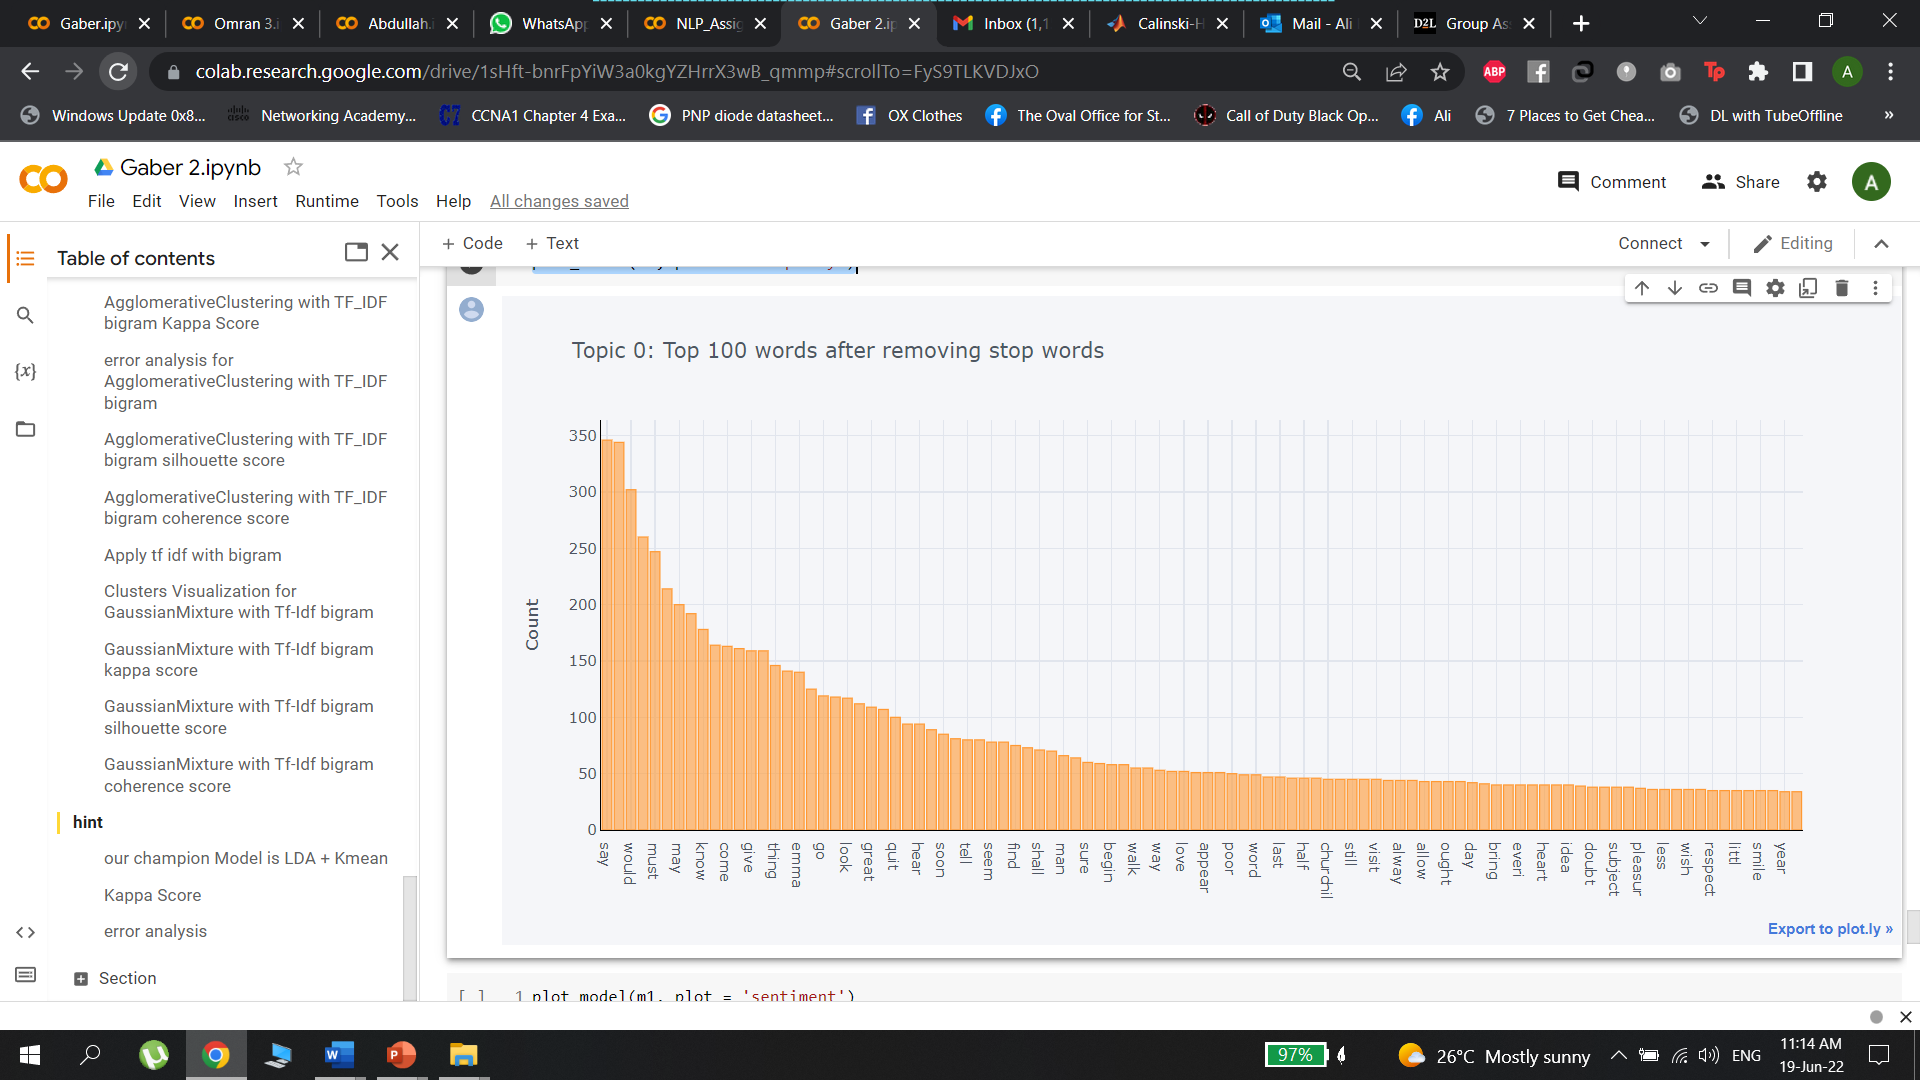 Gaber.ipy
Omran 3.i
Abdullah.i
WhatsApp
NLP_Assig
Gaber 2.ip
Inbox (1,1
Calinski-H
Mail - Ali
D2L Group As
colab.research.google.com/drive/1sHft-bnrFpYiW3a0kgYZHrrX3wB_qmmp#scrollTo=FyS9TLKVDJxO
ABP
Tp
A
Windows Update 0x8...
Networking Academy...
CCNA1 Chapter 4 Exa...
PNP diode datasheet...
OX Clothes
The Oval Office for St...
Call of Duty Black Op...
Ali
7 Places to Get Chea...
DL with TubeOffline
»
Gaber 2.ipynb
File Edit View Insert Runtime Tools Help All changes saved
Comment
Share
A
+ Code + Text
Connect
Editing
Table of contents
AgglomerativeClustering with TF_IDF
bigram Kappa Score
error analysis for
AgglomerativeClustering with TF_IDF
bigram
AgglomerativeClustering with TF_IDF
bigram silhouette score
AgglomerativeClustering with TF_IDF
bigram coherence score
Apply tf idf with bigram
Clusters Visualization for
GaussianMixture with Tf-Idf bigram
GaussianMixture with Tf-Idf bigram
kappa score
GaussianMixture with Tf-Idf bigram
silhouette score
GaussianMixture with Tf-Idf bigram
coherence score
hint
our champion Model is LDA + Kmean
Kappa Score
error analysis
Section
{x}
Topic 0: Top 100 words after removing stop words
Count
350
300
250
200
150
100
50
0
say
would
must
may
know
come
give
thing
emma
go
look
great
quit
hear
soon
tell
seem
find
shall
man
sure
begin
walk
way
love
appear
poor
word
last
half
churchill
still
visit
alway
allow
ought
day
bring
everi
heart
idea
doubt
subject
pleasur
less
wish
respect
littl
smile
year
Export to plot.ly »
[ ] 1 plot_model(m1, plot = 'sentiment')
97%
26°C Mostly sunny
ENG
11:14 AM
19-Jun-22